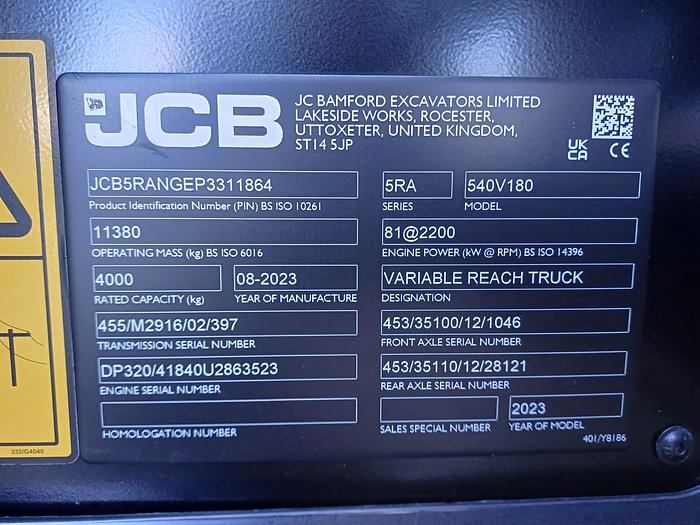 JCB
JC BAMFORD EXCAVATORS LIMITED
LAKESIDE WORKS, ROCESTER,
UTTOXETER, UNITED KINGDOM,
ST14 5JP
UK
CA
CE
JCB5RANGEP3311864
Product Identification Number (PIN) BS ISO 10261
5RA
SERIES
540V180
MODEL
11380
OPERATING MASS (kg) BS ISO 6016
81@2200
ENGINE POWER (kW @ RPM) BS ISO 14396
4000
RATED CAPACITY (kg)
08-2023
YEAR OF MANUFACTURE
VARIABLE REACH TRUCK
DESIGNATION
455/M2916/02/397
TRANSMISSION SERIAL NUMBER
453/35100/12/1046
FRONT AXLE SERIAL NUMBER
DP320/41840U2863523
ENGINE SERIAL NUMBER
453/35110/12/28121
REAR AXLE SERIAL NUMBER
HOMOLOGATION NUMBER
SALES SPECIAL NUMBER
2023
YEAR OF MODEL
401/Y8186
332/G4040